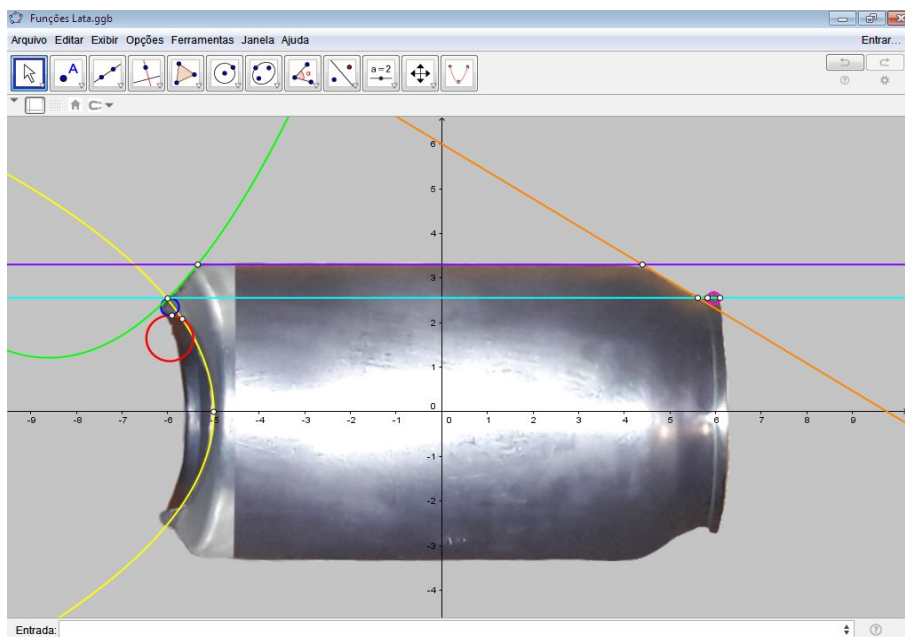 Funções Lata.ggb
Arquivo Editar Exibir Opções Ferramentas Janela Ajuda
Entrar...
A
α
a=2
6
5
4
3
2
1
0
-9 -8 -7 -6 -5 -4 -3 -2 -1 0 1 2 3 4 5 6 7 8 9
-1
-2
-3
-4
Entrada: